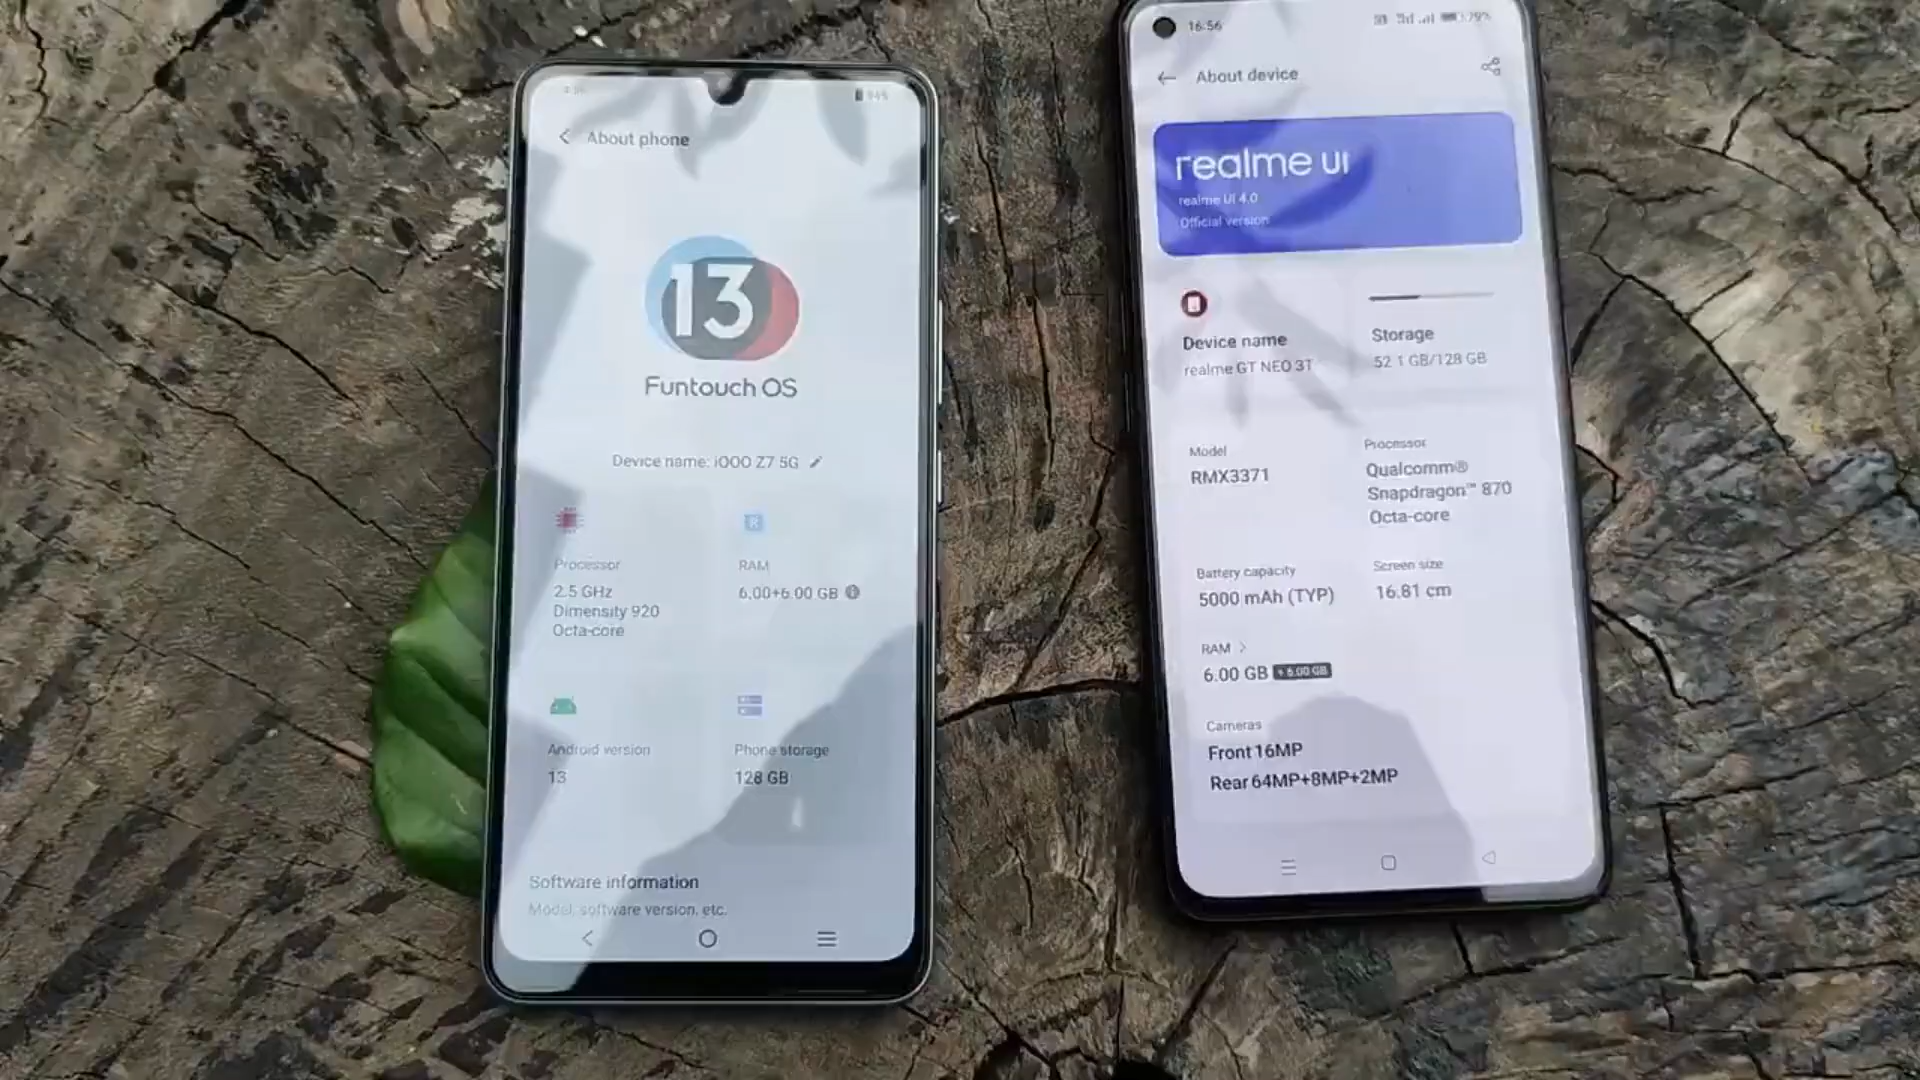 About phone
13
Funtouch OS
Device name: iQOO Z7 5G
Processor
2.5 GHz
Dimensity 920
Octa-core
R
RAM
6.00+6.00 GB
Android version
13
Phone storage
128 GB
Software information
Model, software version, etc.
16:56
About device
realme UI
realme UI 4.0
Official version
Device name
realme GT NEO 3T
Storage
52.1 GB/128 GB
Model
RMX3371
Processor
Qualcomm®
Snapdragon™ 870
Octa-core
Battery capacity
5000 mAh (TYP)
Screen size
16.81 cm
RAM >
6.00 GB + 6.00 GB
Cameras
Front 16MP
Rear 64MP+8MP+2MP